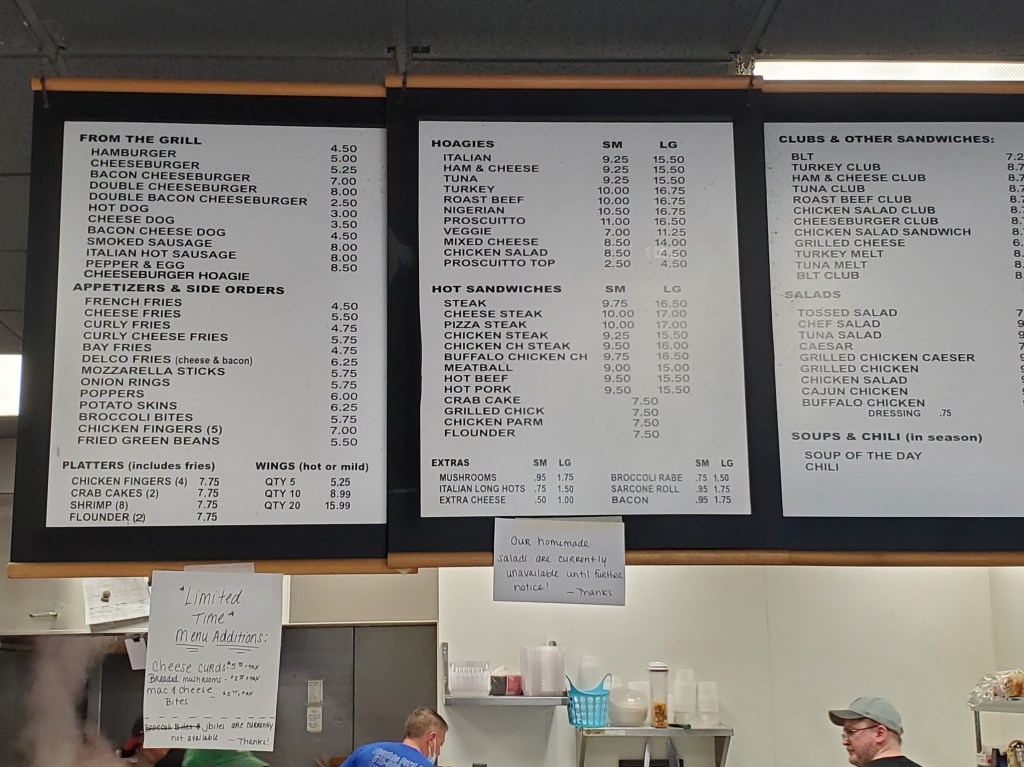 FROM THE GRILL
HAMBURGER 4.50
CHEESEBURGER 5.00
BACON CHEESEBURGER 5.25
DOUBLE CHEESEBURGER 7.00
DOUBLE BACON CHEESEBURGER 8.00
HOT DOG 2.50
CHEESE DOG 3.00
BACON CHEESE DOG 3.50
SMOKED SAUSAGE 4.50
ITALIAN HOT SAUSAGE 8.00
PEPPER & EGG 8.00
CHEESEBURGER HOAGIE 8.50
APPETIZERS & SIDE ORDERS
FRENCH FRIES 4.50
CHEESE FRIES 5.50
CURLY FRIES 4.75
CURLY CHEESE FRIES 5.75
BAY FRIES 4.75
DELCO FRIES (cheese & bacon) 6.25
MOZZARELLA STICKS 5.75
ONION RINGS 5.75
POPPERS 6.00
POTATO SKINS 6.25
BROCCOLI BITES 5.75
CHICKEN FINGERS (5) 7.00
FRIED GREEN BEANS 5.50
PLATTERS (includes fries)
CHICKEN FINGERS (4) 7.75
CRAB CAKES (2) 7.75
SHRIMP (8) 7.75
FLOUNDER (2) 7.75
WINGS (hot or mild)
QTY 5 5.25
QTY 10 8.99
QTY 20 15.99
HOAGIES SM LG
ITALIAN 9.25 15.50
HAM & CHEESE 9.25 15.50
TUNA 9.25 15.50
TURKEY 10.00 16.75
ROAST BEEF 10.00 16.75
NIGERIAN 10.50 16.75
PROSCUITTO 11.00 16.50
VEGGIE 7.00 11.25
MIXED CHEESE 8.50 14.00
CHICKEN SALAD 8.50 14.50
PROSCUITTO TOP 2.50 4.50
HOT SANDWICHES SM LG
STEAK 9.75 16.50
CHEESE STEAK 10.00 17.00
PIZZA STEAK 10.00 17.00
CHICKEN STEAK 9.25 15.50
CHICKEN CH STEAK 9.50 16.00
BUFFALO CHICKEN CH 9.75 16.50
MEATBALL 9.00 15.00
HOT BEEF 9.50 15.50
HOT PORK 9.50 15.50
CRAB CAKE 7.50
GRILLED CHICK 7.50
CHICKEN PARM 7.50
FLOUNDER 7.50
EXTRAS SM LG
MUSHROOMS .95 1.75
ITALIAN LONG HOTS .75 1.50
EXTRA CHEESE .50 1.00
SM LG
BROCCOLI RABE .75 1.50
SARCONE ROLL .95 1.75
BACON .95 1.75
CLUBS & OTHER SANDWICHES:
BLT
TURKEY CLUB
HAM & CHEESE CLUB
TUNA CLUB
ROAST BEEF CLUB
CHICKEN SALAD CLUB
CHEESEBURGER CLUB
CHICKEN SALAD SANDWICH
GRILLED CHEESE
TURKEY MELT
TUNA MELT
BLT CLUB
SALADS
TOSSED SALAD
CHEF SALAD
TUNA SALAD
CAESAR
GRILLED CHICKEN CAESER
GRILLED CHICKEN
CHICKEN SALAD
CAJUN CHICKEN
BUFFALO CHICKEN
DRESSING .75
SOUPS & CHILI (in season)
SOUP OF THE DAY
CHILI
OUR homemade
salads are currently
unavailable until further
notice! - Thanks
"Limited
Time"
Menu Additions:
Cheese curds + tax
Breaded mushrooms - + tax
mac & cheese + tax
Bites
Broccoli Bites & bites are currently
not available - Thanks!